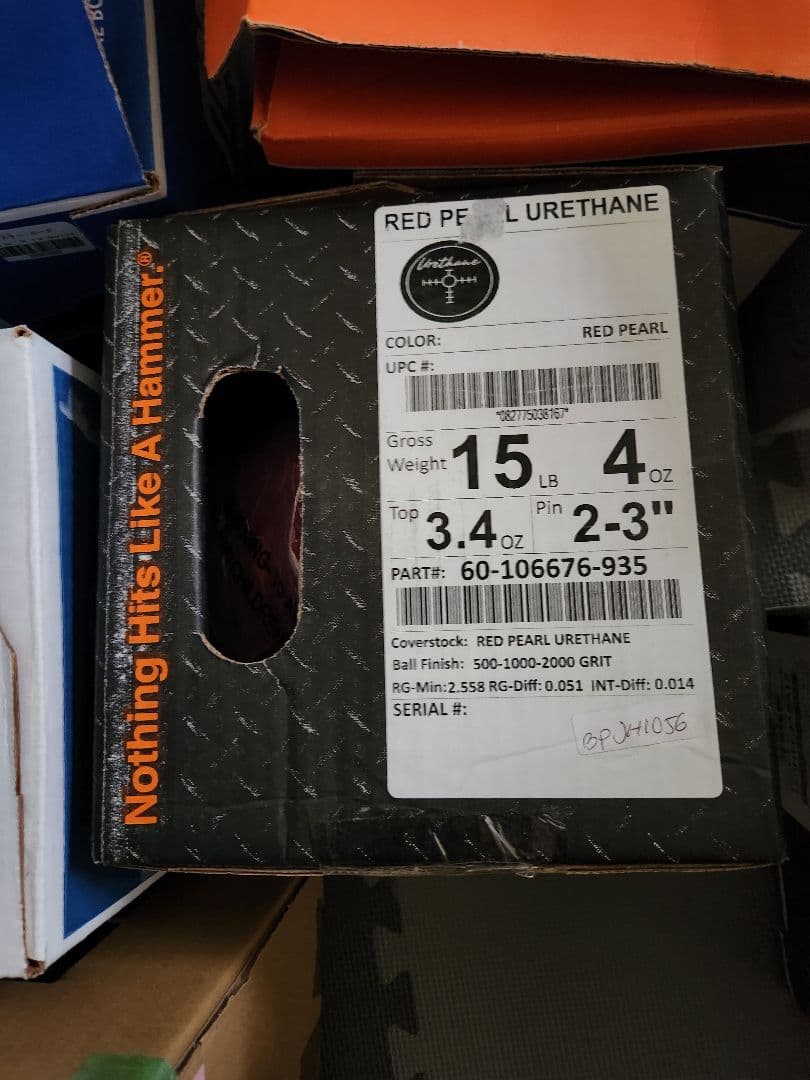 Nothing Hits Like A Hammer.®
RED PE L URETHANE
Urethane
COLOR: RED PEARL
UPC #:
*082775038167*
Gross Weight 15 LB 4 OZ
Top 3.4 OZ Pin 2-3"
PART#: 60-106676-935
Coverstock: RED PEARL URETHANE
Ball Finish: 500-1000-2000 GRIT
RG-Min:2.558 RG-Diff: 0.051 INT-Diff: 0.014
SERIAL #:
BPUH1056